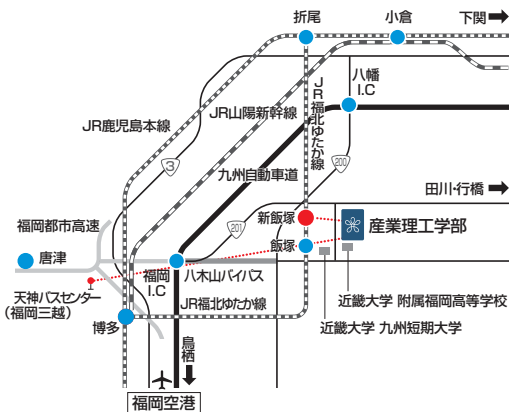 折尾
小倉
下関
八幡
I.C
JR福北ゆたか線
JR山陽新幹線
JR鹿児島本線
3
200
九州自動車道
田川・行橋
201
新飯塚
産業理工学部
福岡都市高速
飯塚
唐津
福岡
I.C
八木山バイパス
天神バスセンター
(福岡三越)
JR福北ゆたか線
近畿大学 附属福岡高等学校
博多
近畿大学 九州短期大学
鳥栖
福岡空港